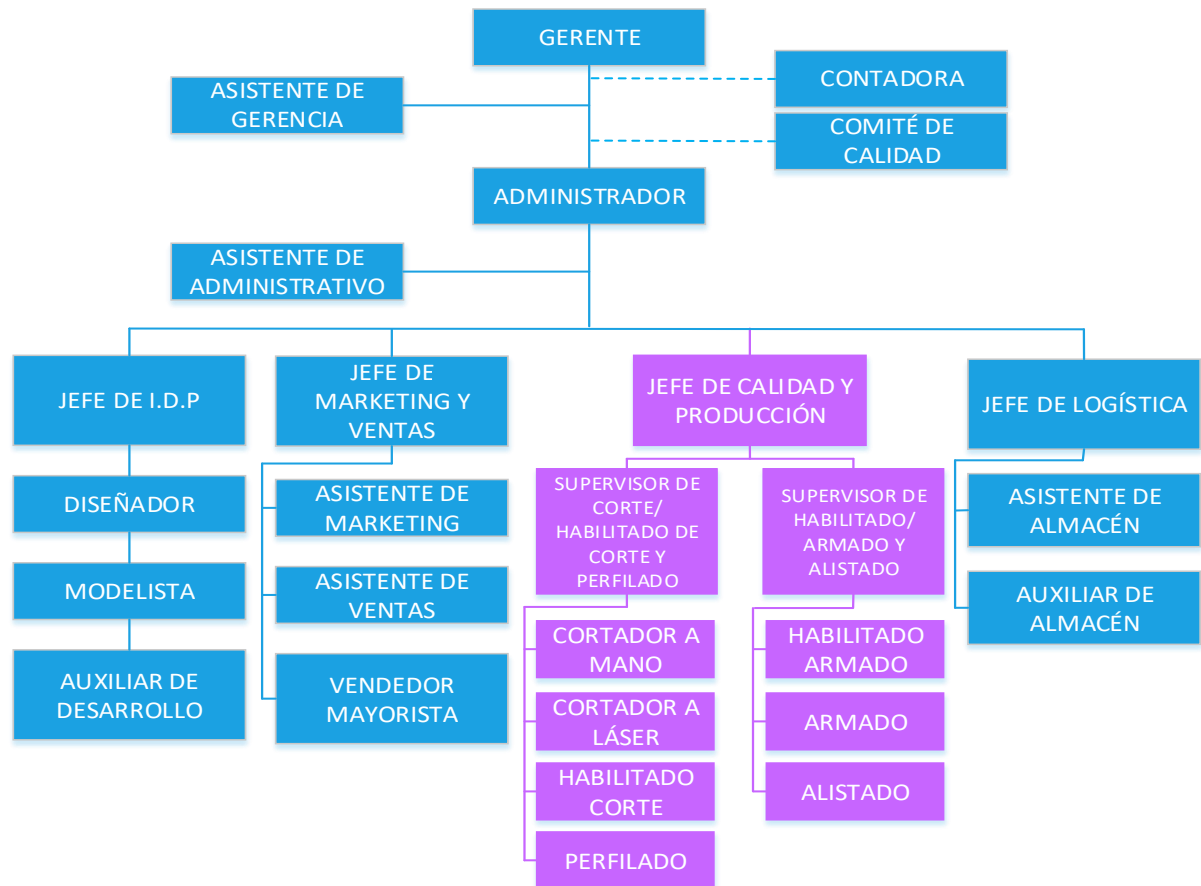 GERENTE
CONTADORA
ASISTENTE DE
GERENCIA
COMITÉ DE
CALIDAD
ADMINISTRADOR
ASISTENTE DE
ADMINISTRATIVO
JEFE DE I.D.P
DISEÑADOR
MODELISTA
AUXILIAR DE
DESARROLLO
JEFE DE
MARKETING Y
VENTAS
ASISTENTE DE
MARKETING
ASISTENTE DE
VENTAS
VENDEDOR
MAYORISTA
JEFE DE CALIDAD Y
PRODUCCIÓN
SUPERVISOR DE
CORTE/
HABILITADO DE
CORTE Y
PERFILADO
CORTADOR A
MANO
CORTADOR A
LÁSER
HABILITADO
CORTE
PERFILADO
SUPERVISOR DE
HABILITADO/
ARMADO Y
ALISTADO
HABILITADO
ARMADO
ARMADO
ALISTADO
JEFE DE LOGÍSTICA
ASISTENTE DE
ALMACÉN
AUXILIAR DE
ALMACÉN